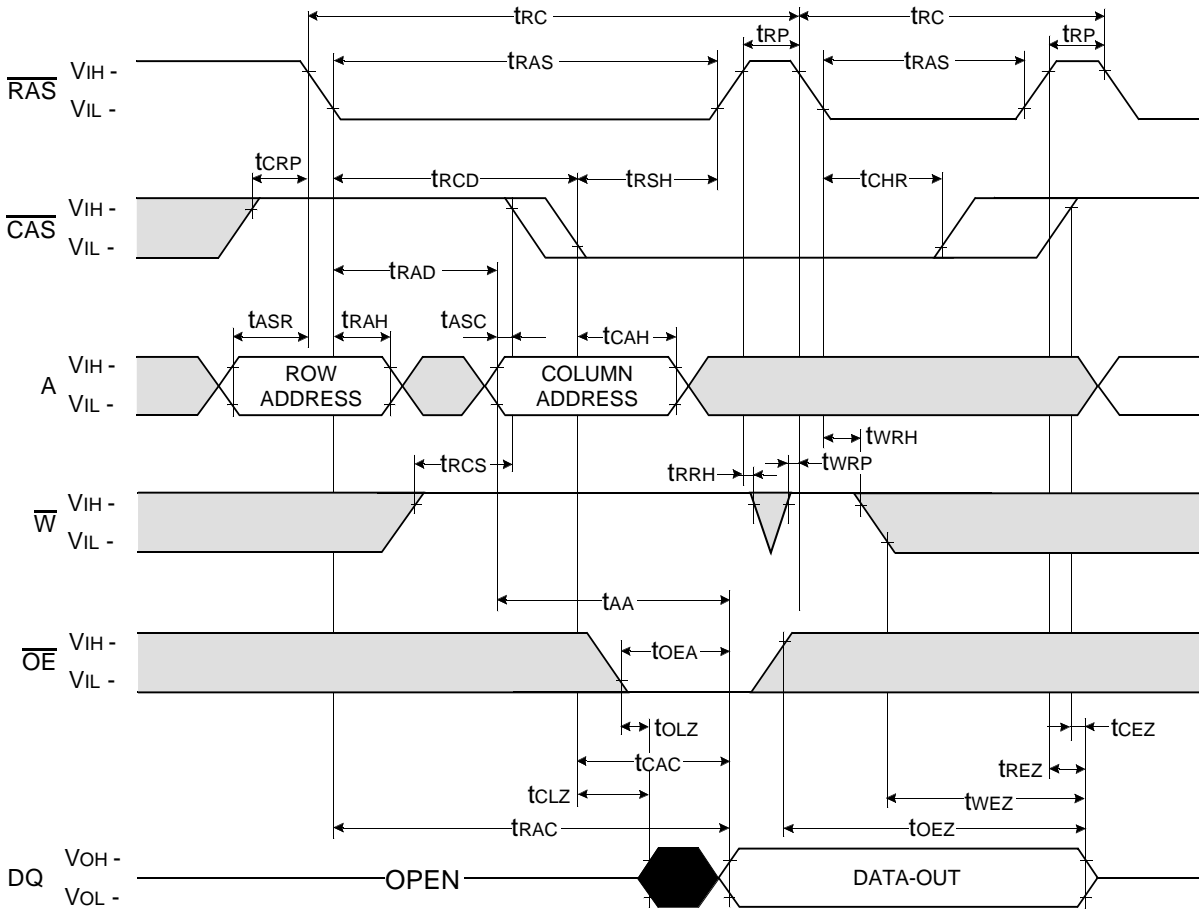 tRC tRC
tRP tRP
RAS VIH - tRAS tRAS
VIL -
tCRP tRCD tRSH tCHR
CAS VIH -
VIL -
tRAD
tASR tRAH tASC tCAH
A VIH - ROW ADDRESS COLUMN ADDRESS
VIL -
tWRH
tRCS tRRH tWRP
W VIH -
VIL -
tAA
OE VIH - tOEA
VIL -
tOLZ tCEZ
tCAC tREZ
tCLZ tWEZ
tRAC tOEZ
DQ VOH - OPEN DATA-OUT
VOL -